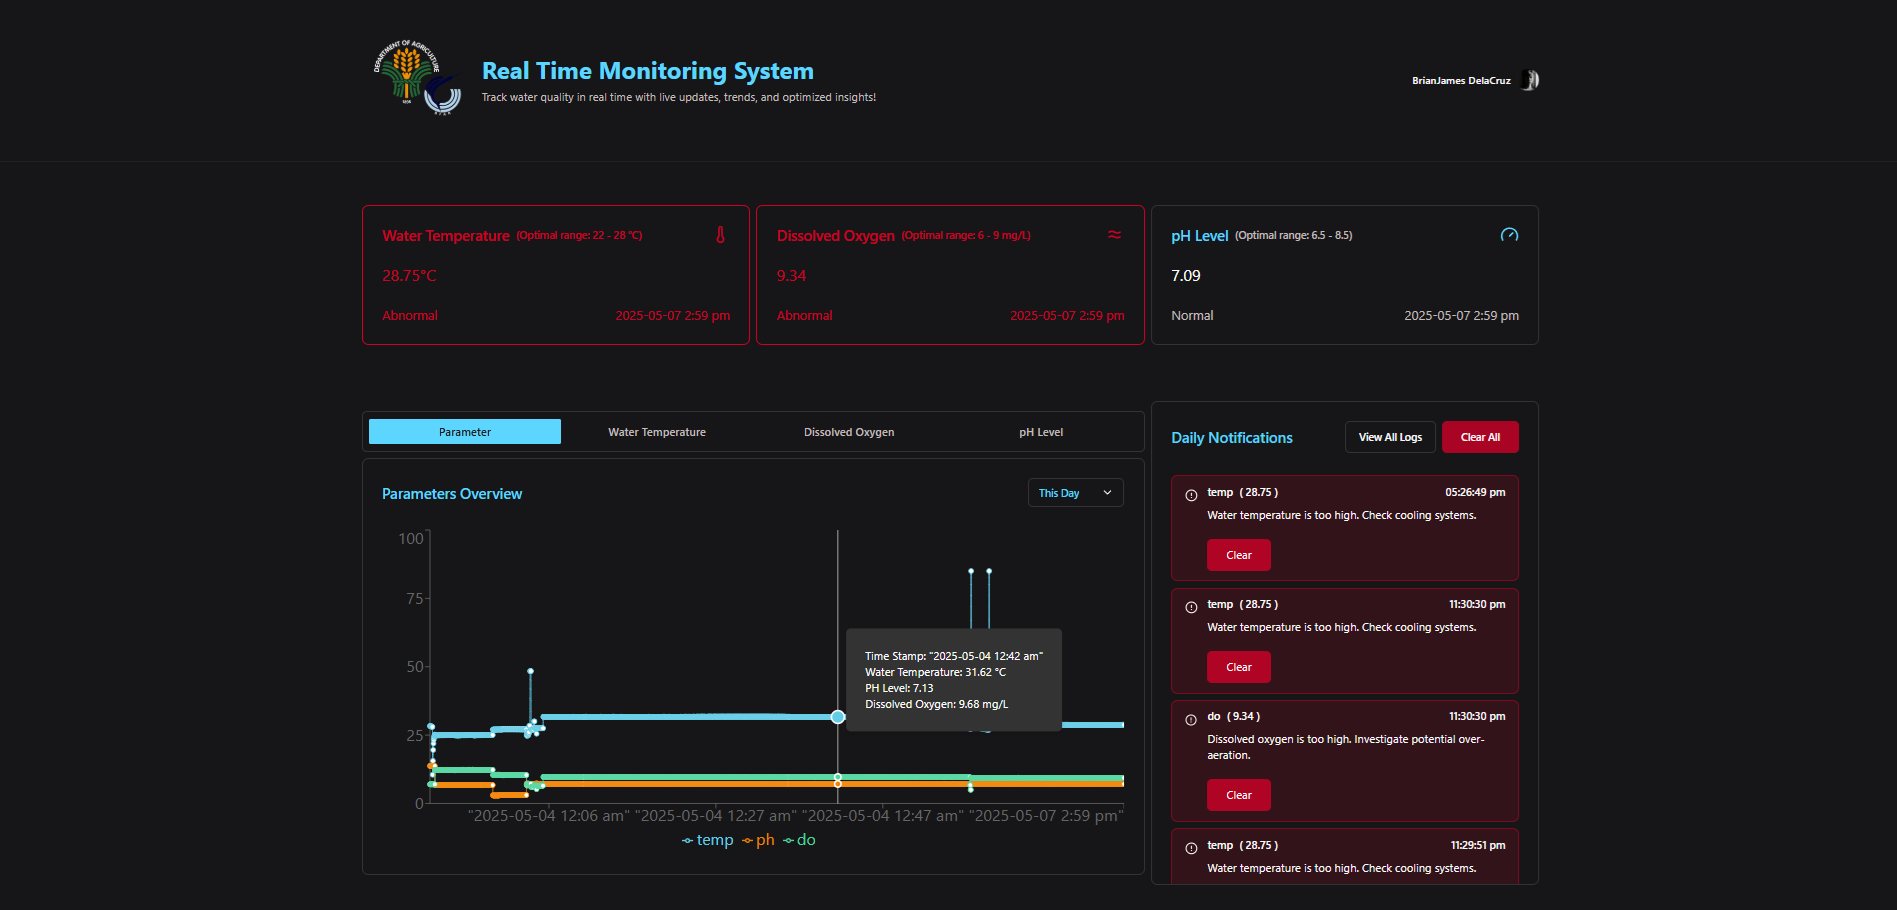 DEPARTMENT OF AGRICULTURE
Real Time Monitoring System
Track water quality in real time with live updates, trends, and optimized insights!
BrianJames DelaCruz
Water Temperature (Optimal range: 22 - 28 °C)
28.75°C
Abnormal 2025-05-07 2:59 pm
Dissolved Oxygen (Optimal range: 6 - 9 mg/L)
9.34
Abnormal 2025-05-07 2:59 pm
pH Level (Optimal range: 6.5 - 8.5)
7.09
Normal 2025-05-07 2:59 pm
Parameter Water Temperature Dissolved Oxygen pH Level
Parameters Overview
This Day
100
75
50
25
0
Time Stamp: "2025-05-04 12:42 am"
Water Temperature: 31.62 °C
PH Level: 7.13
Dissolved Oxygen: 9.68 mg/L
"2025-05-04 12:06 am" "2025-05-04 12:27 am" "2025-05-04 12:47 am" "2025-05-07 2:59 pm"
temp ph do
Daily Notifications
View All Logs
Clear All
temp ( 28.75 ) 05:26:49 pm
Water temperature is too high. Check cooling systems.
Clear
temp ( 28.75 ) 11:30:30 pm
Water temperature is too high. Check cooling systems.
Clear
do ( 9.34 ) 11:30:30 pm
Dissolved oxygen is too high. Investigate potential over-
aeration.
Clear
temp ( 28.75 ) 11:29:51 pm
Water temperature is too high. Check cooling systems.